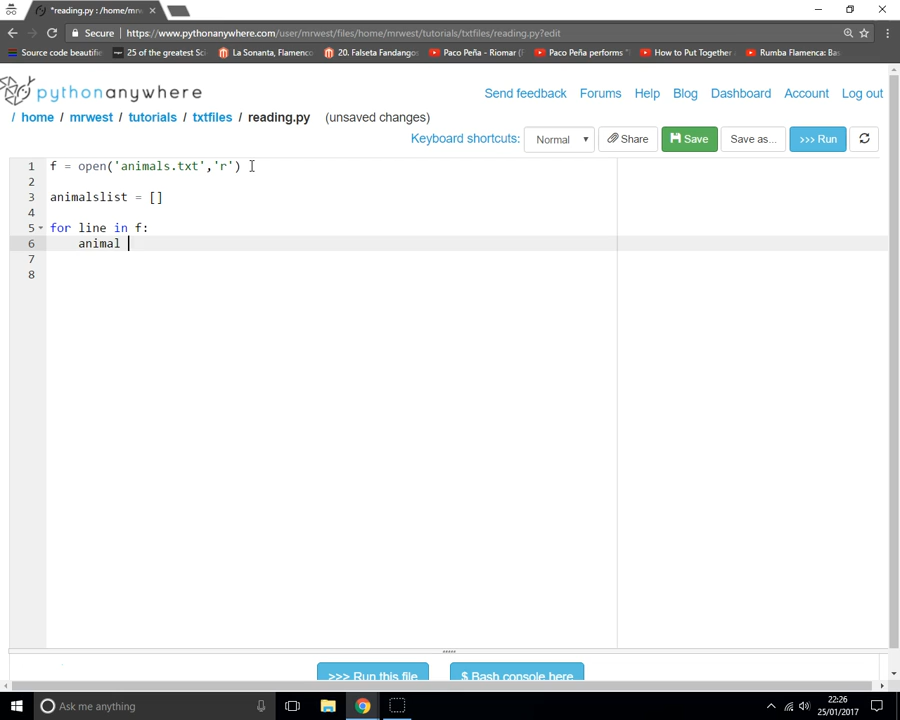 *reading.py : /home/mrw
Secure https://www.pythonanywhere.com/user/mrwest/files/home/mrwest/tutorials/txtfiles/reading.py?edit
Source code beautifie 25 of the greatest Sci La Sonanta, Flamenco 20. Falseta Fandangos Paco Peña - Riomar (F Paco Peña performs " How to Put Together Rumba Flamenca: Bas
pythonanywhere
Send feedback Forums Help Blog Dashboard Account Log out
/ home / mrwest / tutorials / txtfiles / reading.py (unsaved changes)
Keyboard shortcuts: Normal Share Save Save as... >>> Run
1 f = open('animals.txt','r')
2
3 animalslist = []
4
5 for line in f:
6 animal
7
8
>>> Run this file $ Bash console here
Ask me anything
22:26
25/01/2017